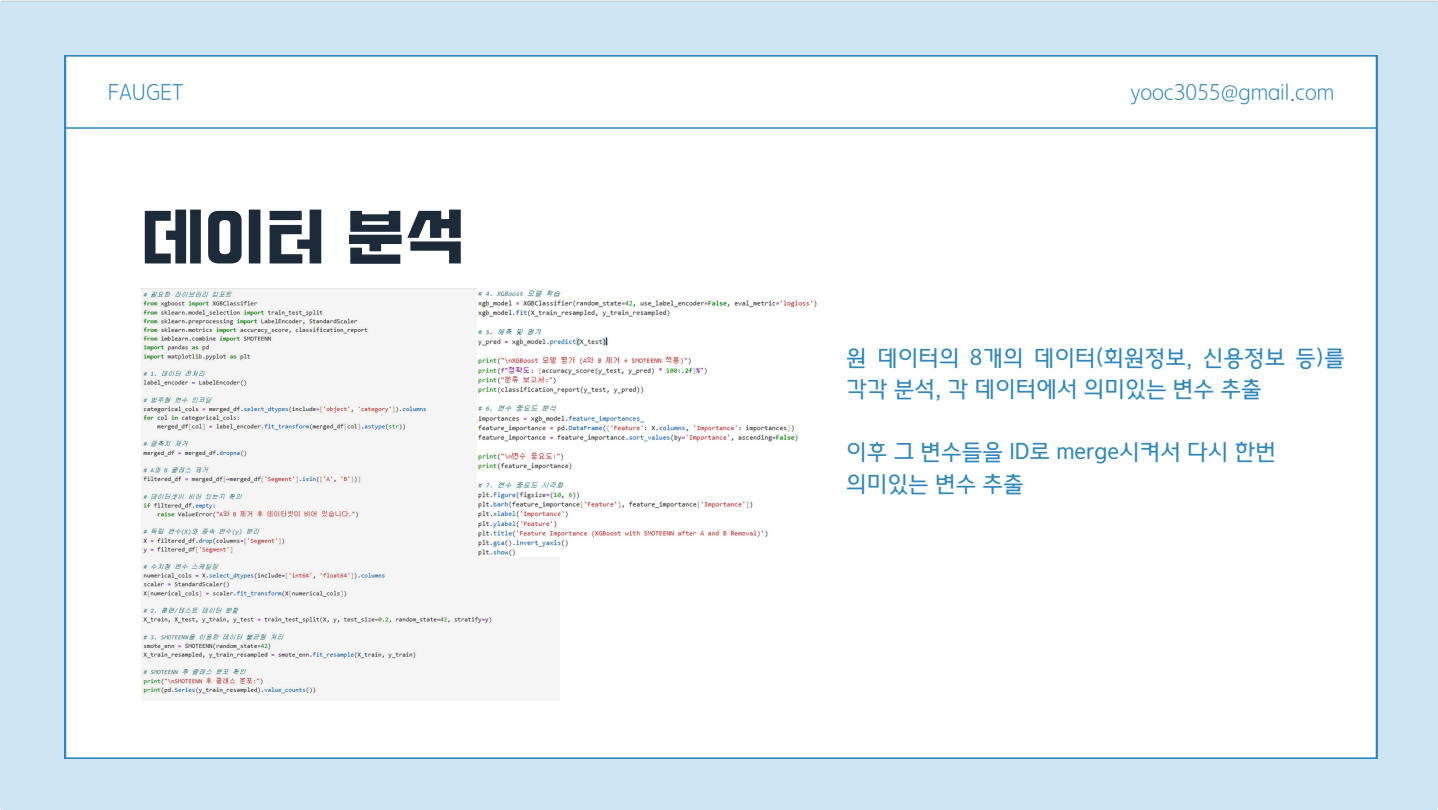 FAUGET
yooc3055@gmail.com
데이터 분석
# 필요한 라이브러리 임포트
from xgboost import XGBClassifier
from sklearn.model_selection import train_test_split
from sklearn.preprocessing import LabelEncoder, StandardScaler
from sklearn.metrics import accuracy_score, classification_report
from imblearn.combine import SMOTEENN
import pandas as pd
import matplotlib.pyplot as plt
# 1. 데이터 전처리
label_encoder = LabelEncoder()
# 범주형 변수 인코딩
categorical_cols = merged_df.select_dtypes(include=['object', 'category']).columns
for col in categorical_cols:
merged_df[col] = label_encoder.fit_transform(merged_df[col].astype(str))
# 결측치 제거
merged_df = merged_df.dropna()
# A와 B 클래스 제거
filtered_df = merged_df[~merged_df['Segment'].isin(['A', 'B'])]
# 데이터셋이 비어 있는지 확인
if filtered_df.empty:
raise ValueError("A와 B 제거 후 데이터셋이 비어 있습니다.")
# 독립 변수(X)와 종속 변수(y) 분리
X = filtered_df.drop(columns=['Segment'])
y = filtered_df['Segment']
# 수치형 변수 스케일링
numerical_cols = X.select_dtypes(include=['int64', 'float64']).columns
scaler = StandardScaler()
X[numerical_cols] = scaler.fit_transform(X[numerical_cols])
# 2. 훈련/테스트 데이터 분할
X_train, X_test, y_train, y_test = train_test_split(X, y, test_size=0.2, random_state=42, stratify=y)
# 3. SMOTEENN을 이용한 데이터 불균형 처리
smote_enn = SMOTEENN(random_state=42)
X_train_resampled, y_train_resampled = smote_enn.fit_resample(X_train, y_train)
# SMOTEENN 후 클래스 분포 확인
print("\nSMOTEENN 후 클래스 분포:")
print(pd.Series(y_train_resampled).value_counts())
# 4. XGBoost 모델 학습
xgb_model = XGBClassifier(random_state=42, use_label_encoder=False, eval_metric='logloss')
xgb_model.fit(X_train_resampled, y_train_resampled)
# 5. 예측 및 평가
y_pred = xgb_model.predict(X_test)
print("\nXGBoost 모델 평가 (A와 B 제거 + SMOTEENN 적용)")
print(f"정확도: {accuracy_score(y_test, y_pred) * 100:.2f}%")
print("분류 보고서:")
print(classification_report(y_test, y_pred))
# 6. 변수 중요도 분석
importances = xgb_model.feature_importances_
feature_importance = pd.DataFrame({'Feature': X.columns, 'Importance': importances})
feature_importance = feature_importance.sort_values(by='Importance', ascending=False)
print("\n변수 중요도:")
print(feature_importance)
# 7. 변수 중요도 시각화
plt.figure(figsize=(10, 6))
plt.barh(feature_importance['Feature'], feature_importance['Importance'])
plt.xlabel('Importance')
plt.ylabel('Feature')
plt.title('Feature Importance (XGBoost with SMOTEENN after A and B Removal)')
plt.gca().invert_yaxis()
plt.show()
원 데이터의 8개의 데이터(회원정보, 신용정보 등)를
각각 분석, 각 데이터에서 의미있는 변수 추출
이후 그 변수들을 ID로 merge시켜서 다시 한번
의미있는 변수 추출